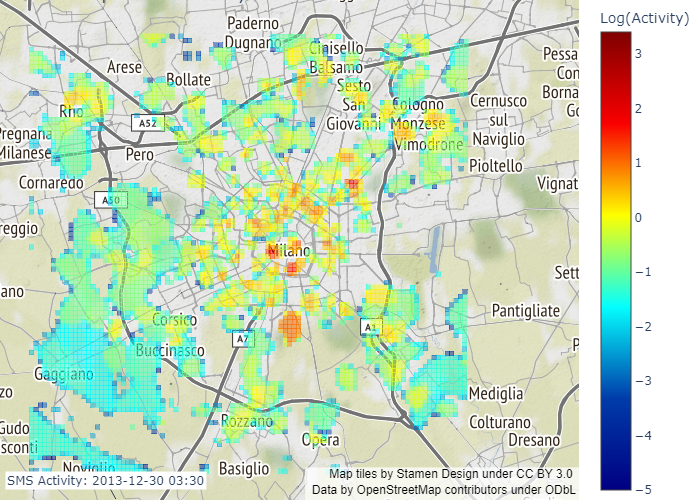 Log(Activity)
Paderno
Dugnano
Cinisello
Balsamo
Arese
Bollate
Sesto
San
Giovanni
Pessa
Con
Borna
Go
Rho
A52
Cologno
Monzese
Cernusco
sul
Naviglio
Pregnana
Milanese
Pero
Vimodrone
Pioltello
Cornaredo
Vignat
A50
reggio
Milano
Sett
ano
Pantigliate
Corsico
A1
A7
Buccinasco
P
Gaggiano
zo
Mediglia
Gudo
sconti
Rozzano
Opera
Colturano
Dresano
Noviglio
Basiglio
SMS Activity: 2013-12-30 03:30
Map tiles by Stamen Design under CC BY 3.0
Data by OpenStreetMap contributors under ODbL
3
2
1
0
−1
−2
−3
−4
−5